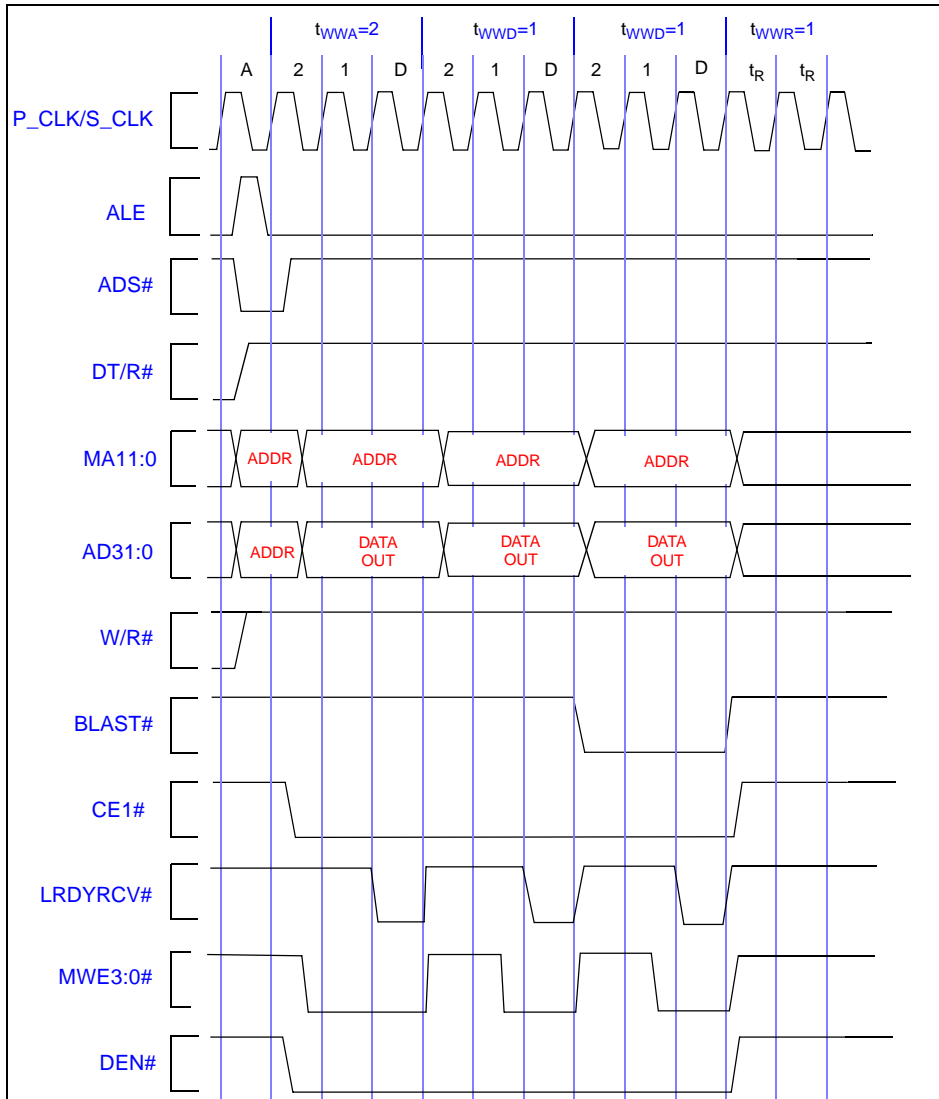 tWWA=2 tWWD=1 tWWD=1 tWWR=1
A 2 1 D 2 1 D 2 1 D tR tR
P_CLK/S_CLK
ALE
ADS#
DT/R#
MA11:0 ADDR ADDR ADDR ADDR
AD31:0 ADDR DATA OUT DATA OUT DATA OUT
W/R#
BLAST#
CE1#
LRDYRCV#
MWE3:0#
DEN#